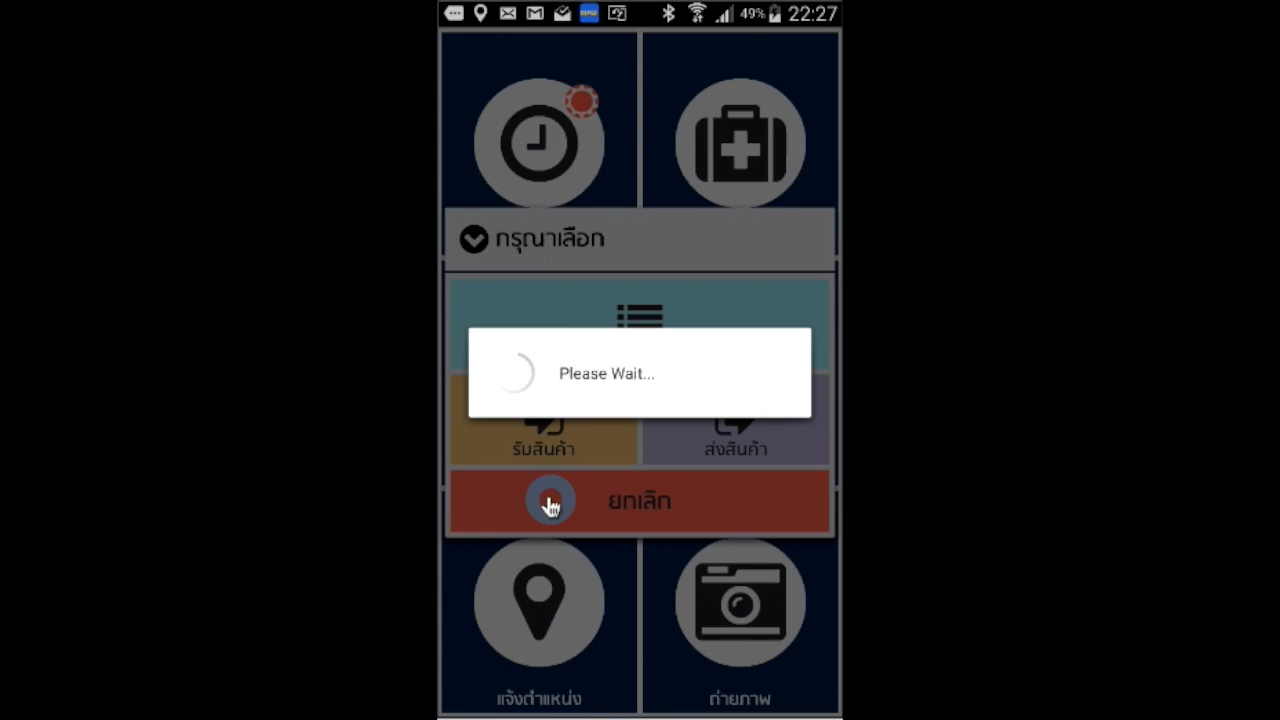 49% 22:27
กรุณาเลือก
Please Wait...
รับสินค้า ส่งสินค้า
ยกเลิก
แจ้งตำแหน่ง ถ่ายภาพ